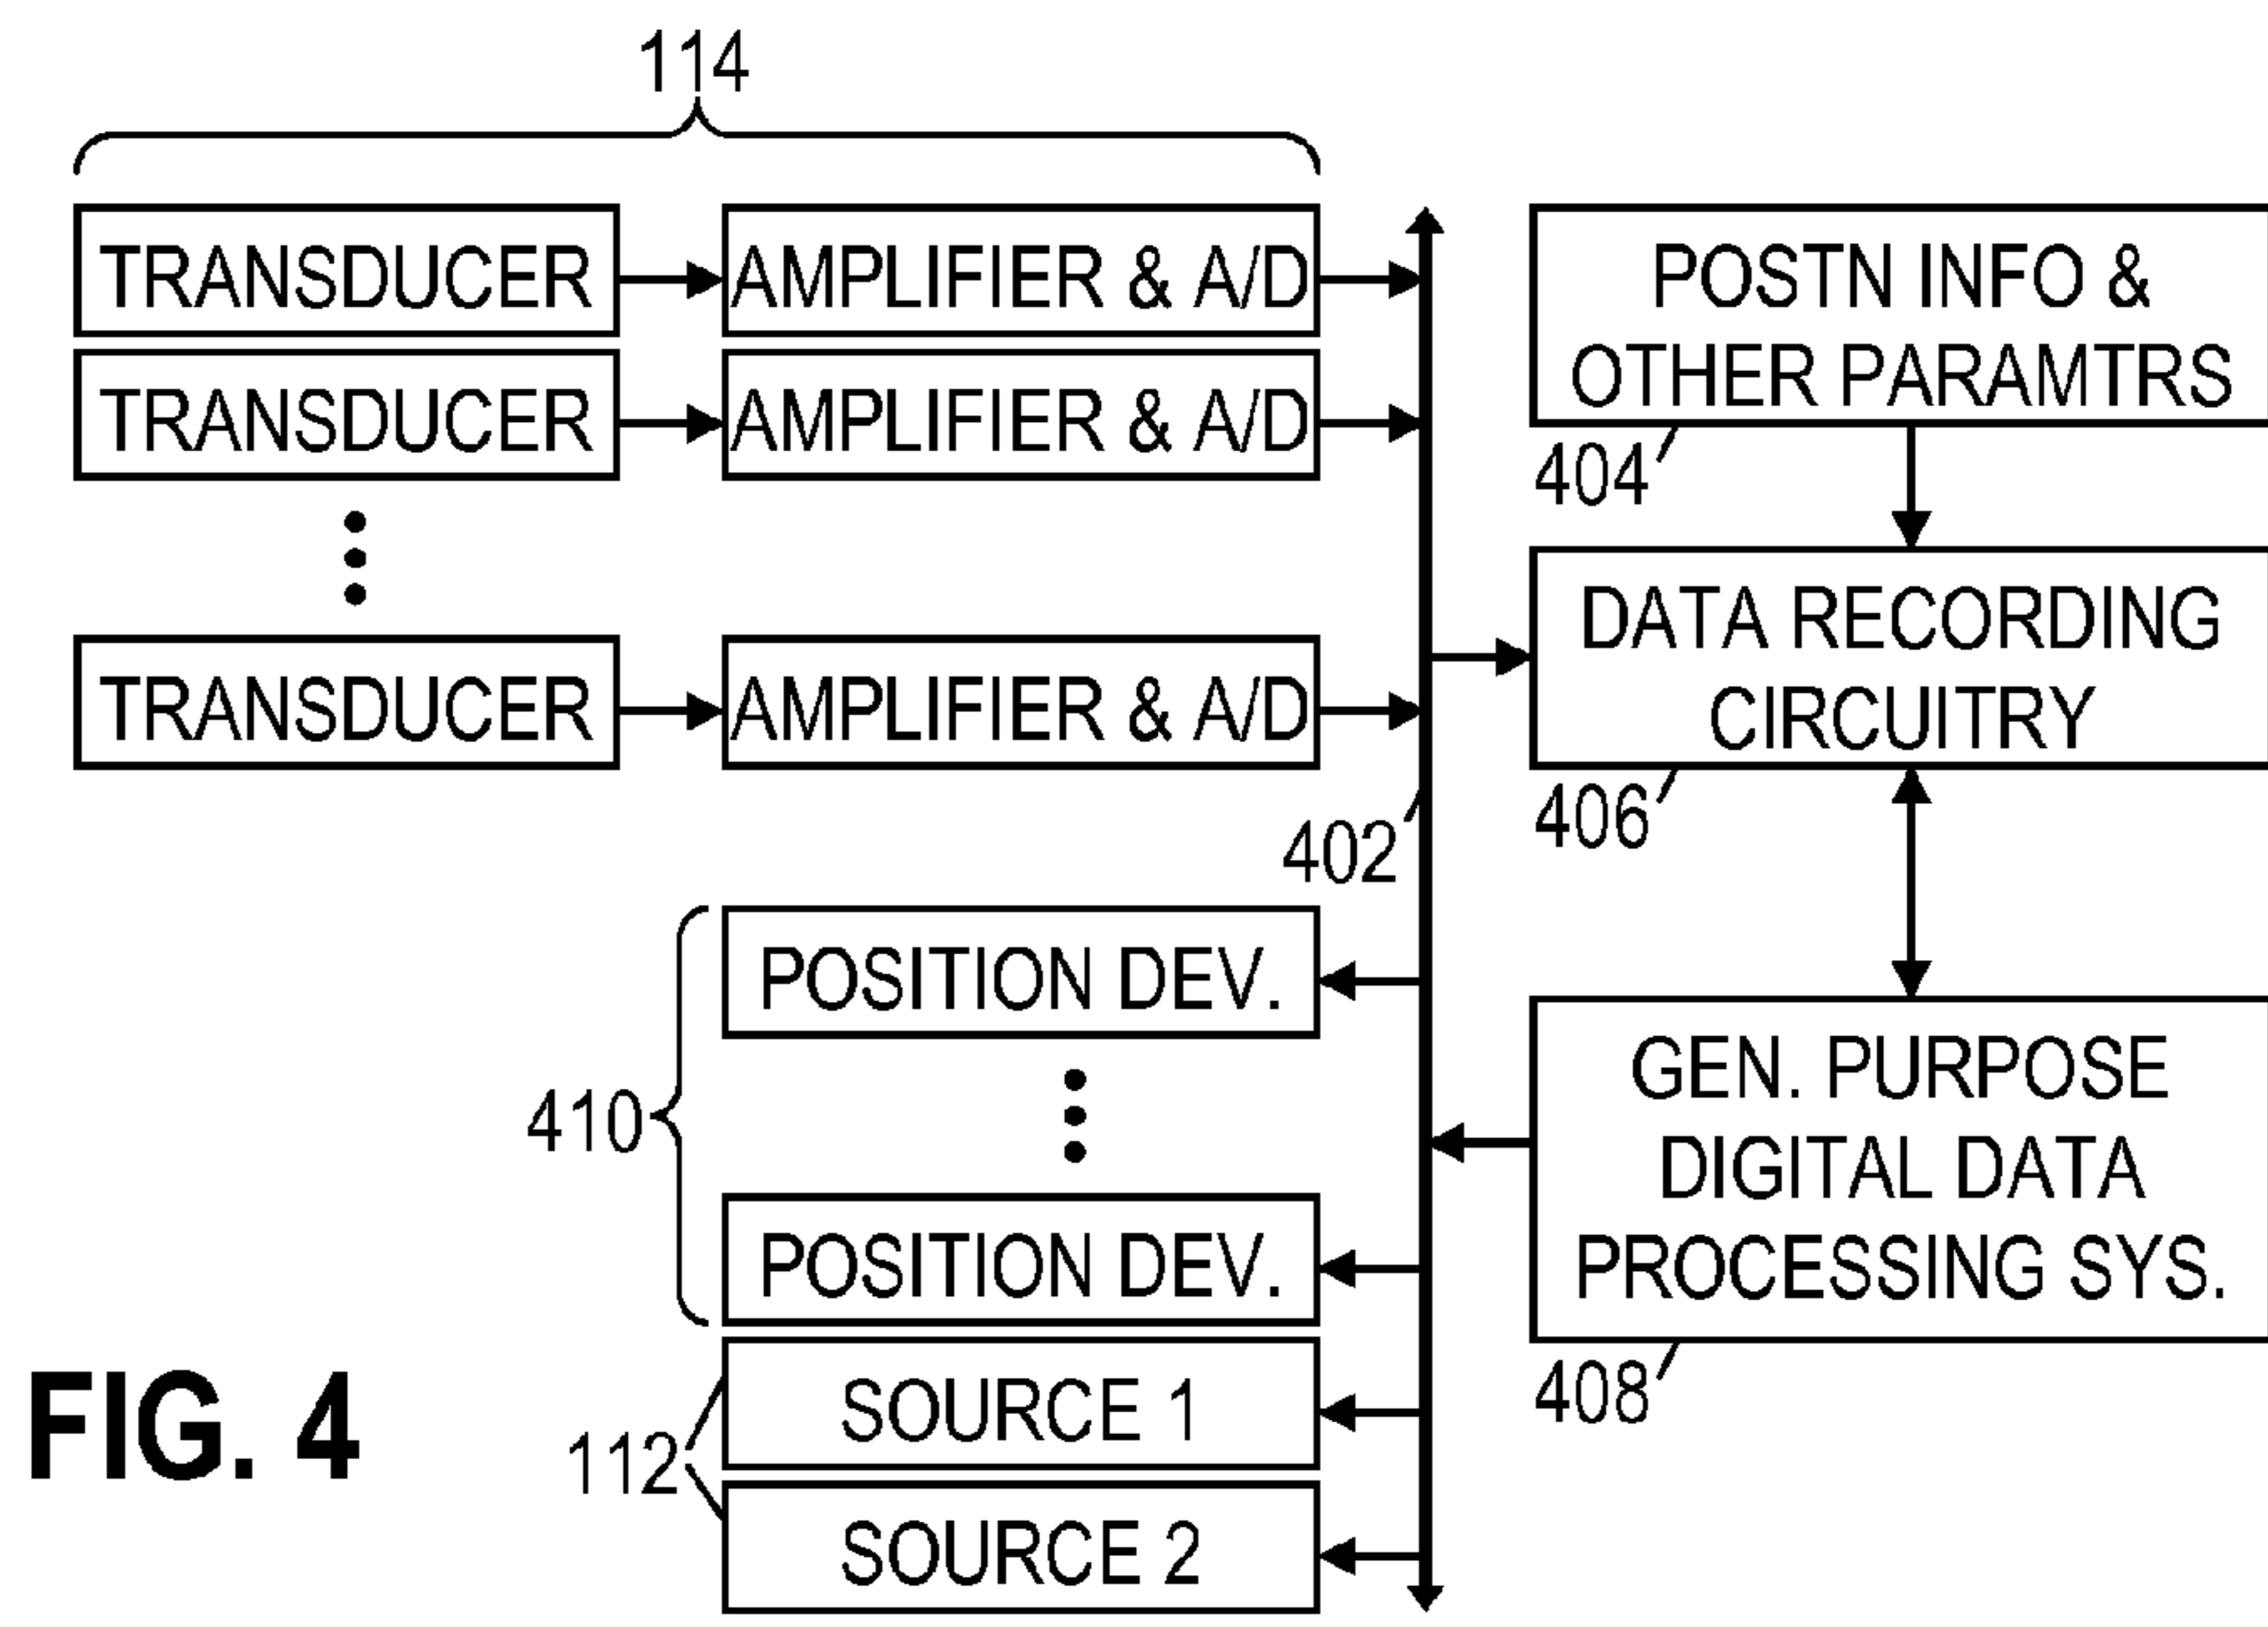 114
TRANSDUCER
AMPLIFIER & A/D
TRANSDUCER
AMPLIFIER & A/D
TRANSDUCER
AMPLIFIER & A/D
POSTN INFO &
OTHER PARAMTRS
404
DATA RECORDING
CIRCUITRY
406
402
POSITION DEV.
410
POSITION DEV.
GEN. PURPOSE
DIGITAL DATA
PROCESSING SYS.
408
SOURCE 1
112
SOURCE 2
FIG. 4